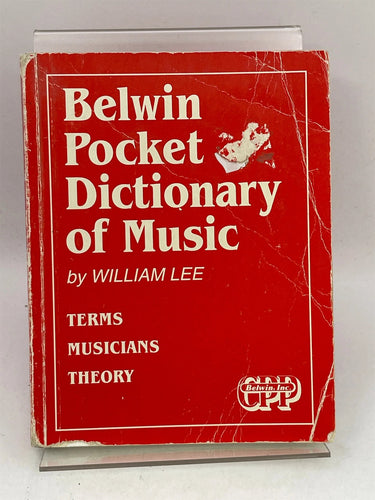 Belwin
Pocket
Dictionary
of Music
by WILLIAM LEE
TERMS
MUSICIANS
THEORY
Belwin, Inc.
CPP